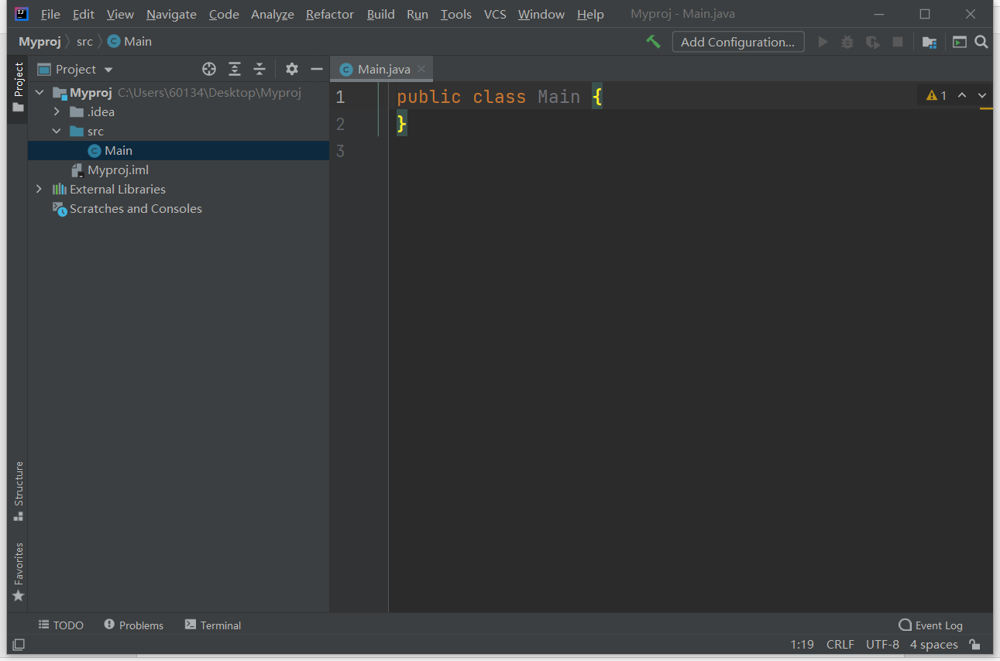 File Edit View Navigate Code Analyze Refactor Build Run Tools VCS Window Help Myproj - Main.java
Myproj src C Main Add Configuration...
Project
Project
C Main.java
Myproj C:\Users\60134\Desktop\Myproj
.idea
src
C Main
Myproj.iml
External Libraries
Scratches and Consoles
1 public class Main {
2 }
3
1
Structure
Favorites
TODO Problems Terminal Event Log
1:19 CRLF UTF-8 4 spaces